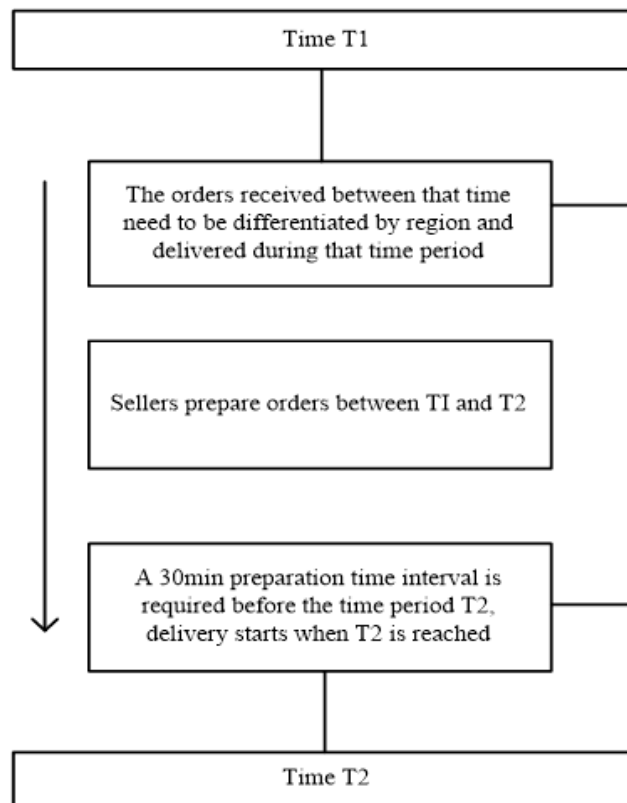 Time T1
The orders received between that time
need to be differentiated by region and
delivered during that time period
Sellers prepare orders between TI and T2
A 30min preparation time interval is
required before the time period T2,
delivery starts when T2 is reached
Time T2